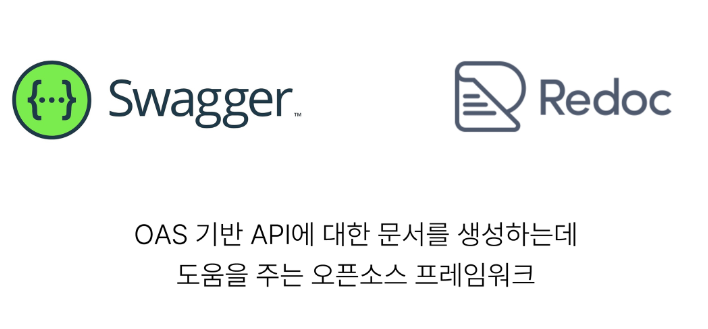 {···} Swagger™ Redoc
OAS 기반 API에 대한 문서를 생성하는데
도움을 주는 오픈소스 프레임워크